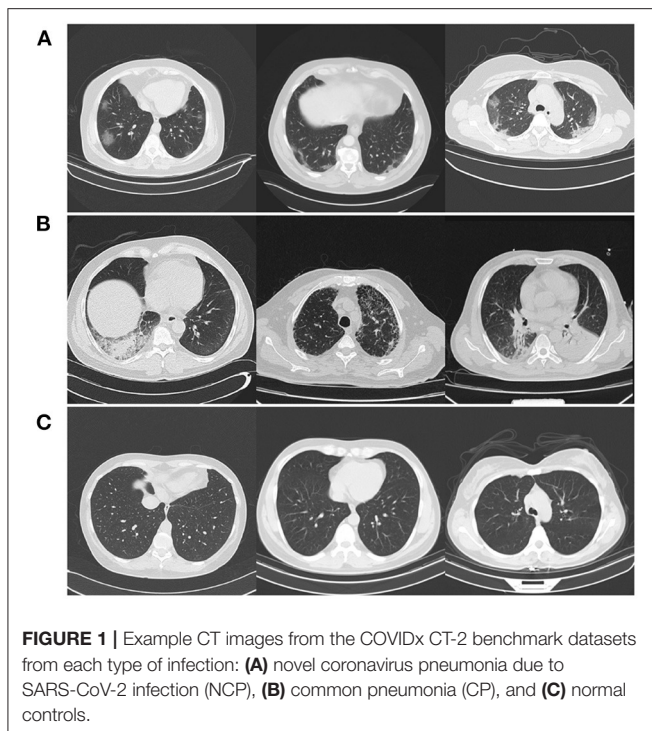 A
B
C
FIGURE 1 | Example CT images from the COVIDx CT-2 benchmark datasets
from each type of infection: (A) novel coronavirus pneumonia due to
SARS-CoV-2 infection (NCP), (B) common pneumonia (CP), and (C) normal
controls.